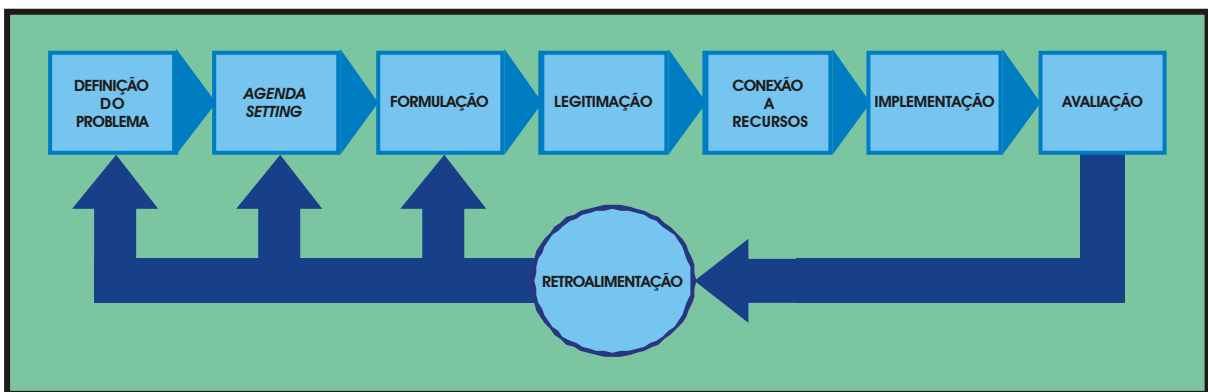 DEFINIÇÃO
DO
PROBLEMA
AGENDA
SETTING
FORMULAÇÃO
LEGITIMAÇÃO
CONEXÃO
A
RECURSOS
IMPLEMENTAÇÃO
AVALIAÇÃO
RETROALIMENTAÇÃO